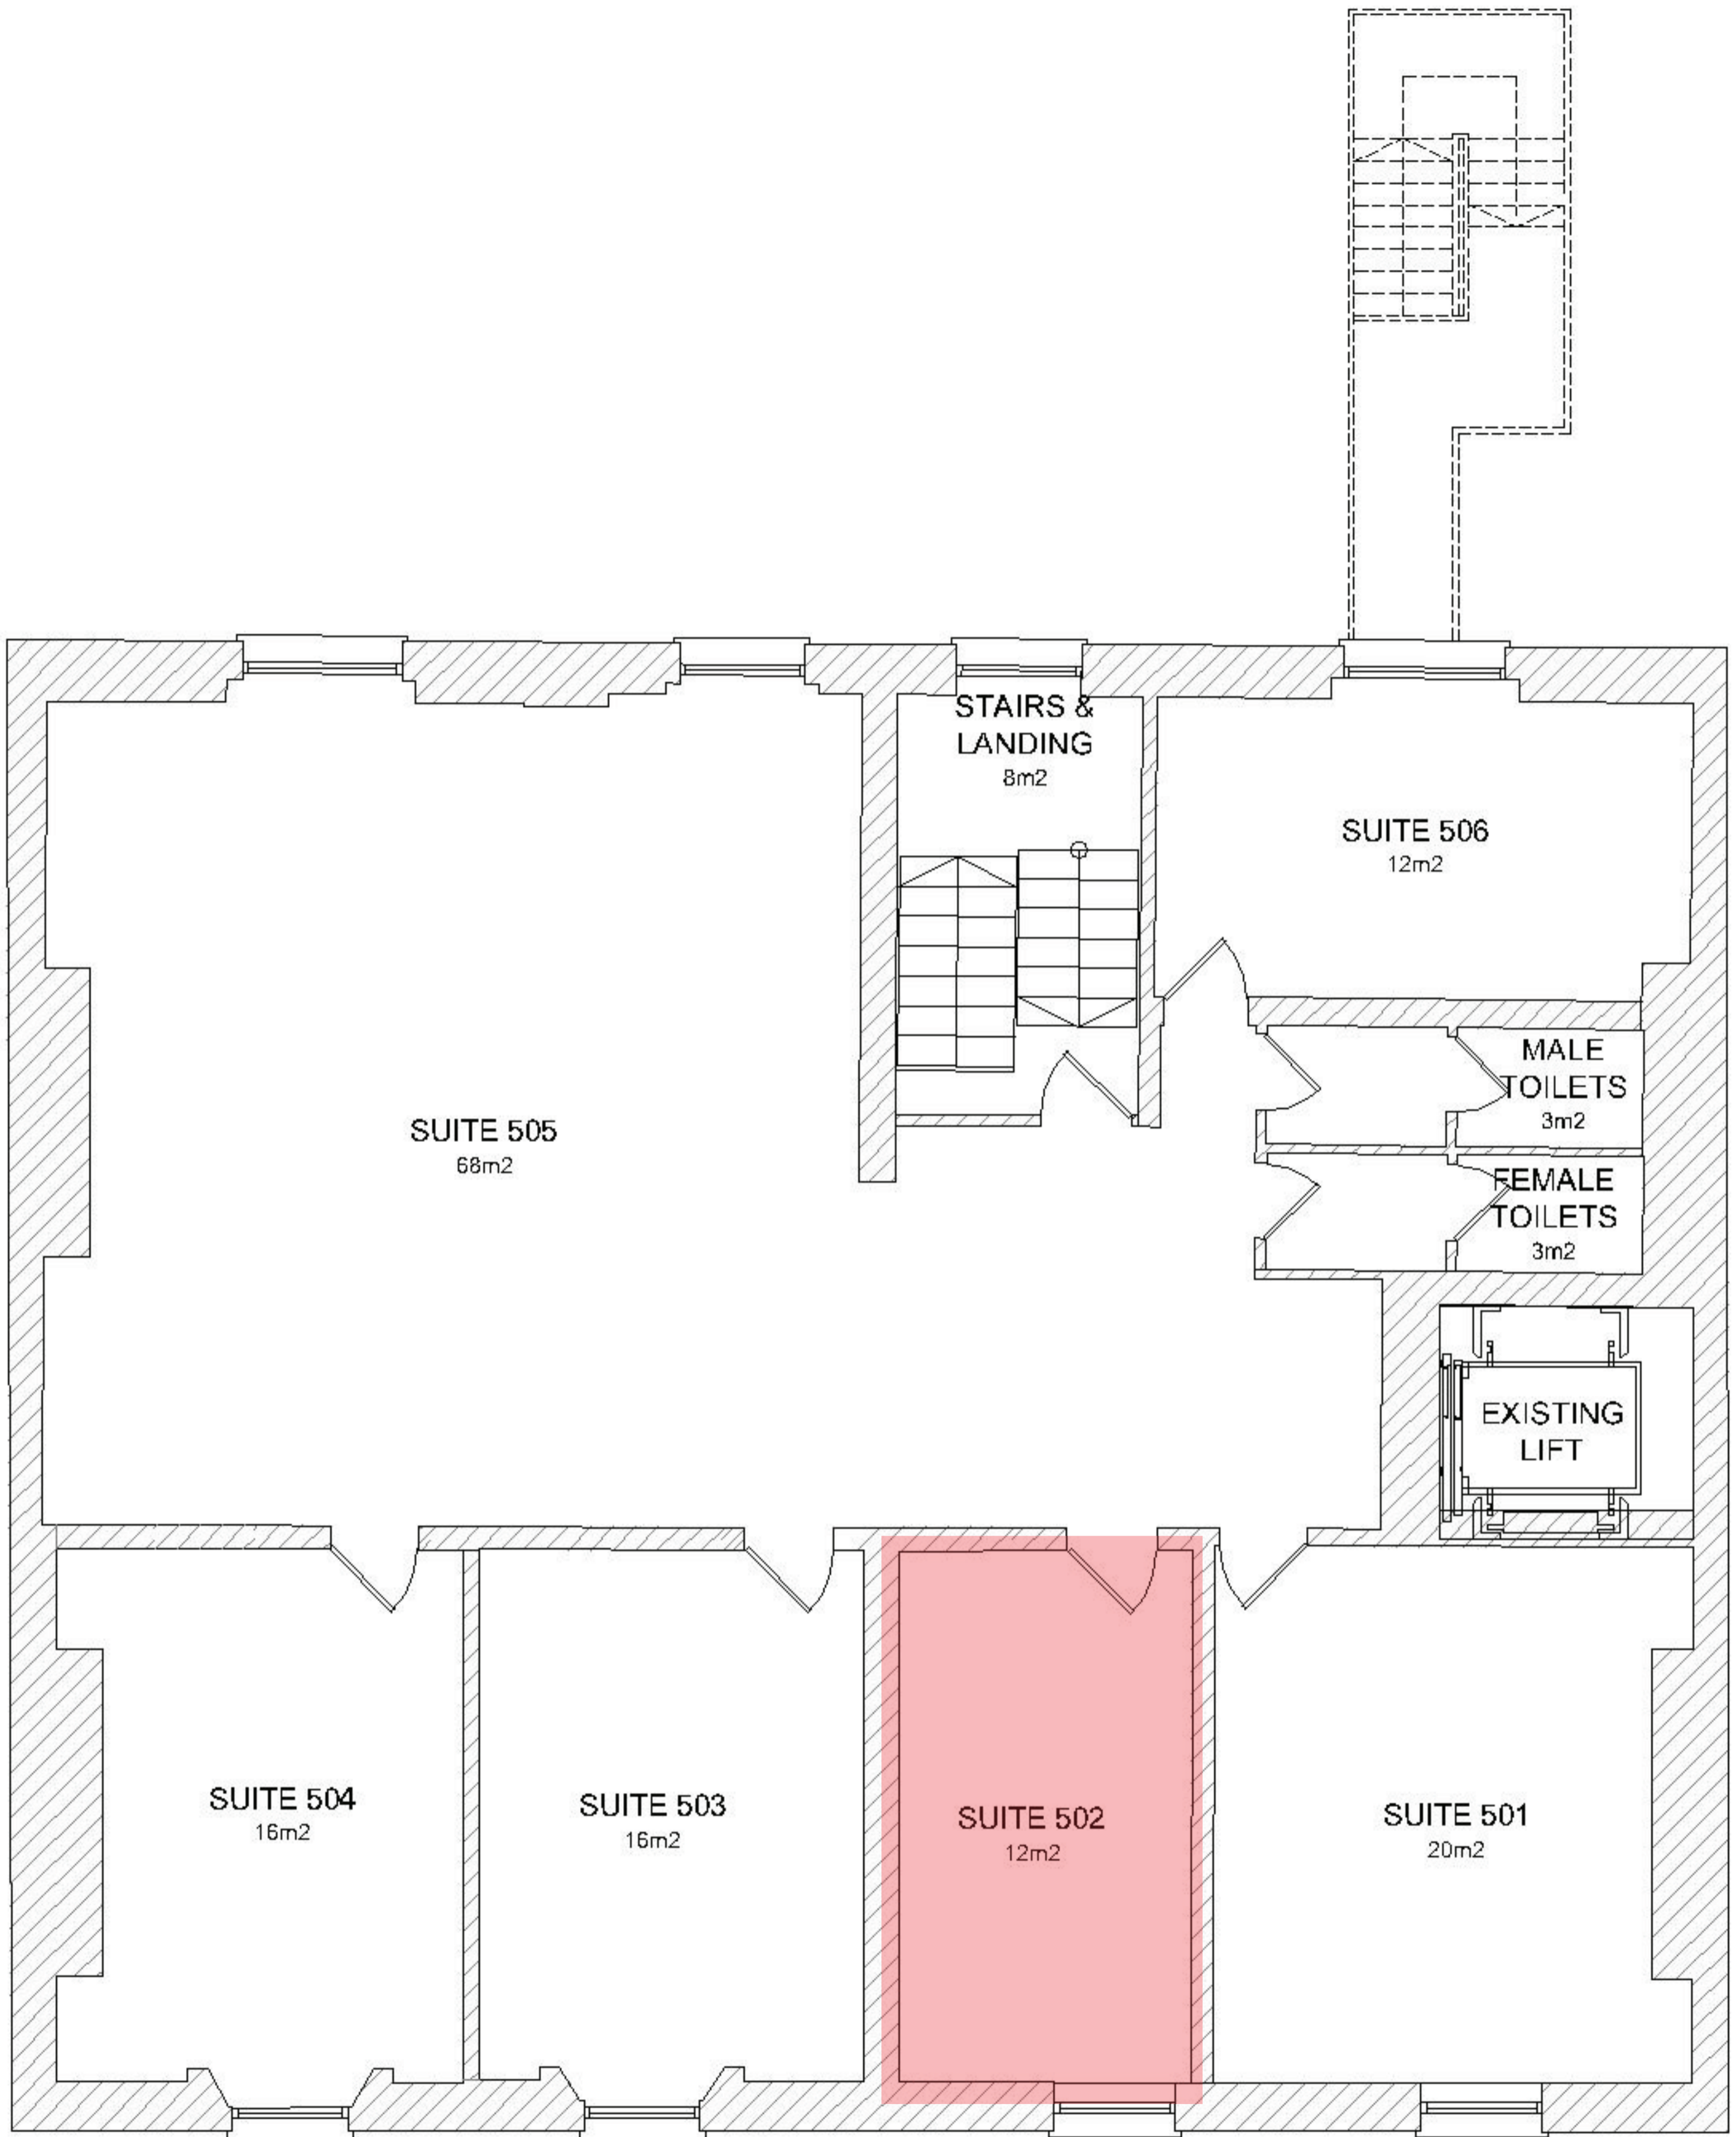 STAIRS &
LANDING
8m2
SUITE 506
12m2
MALE
TOILETS
3m2
SUITE 505
68m2
FEMALE
TOILETS
3m2
EXISTING
LIFT
SUITE 504
16m2
SUITE 503
16m2
SUITE 502
12m2
SUITE 501
20m2